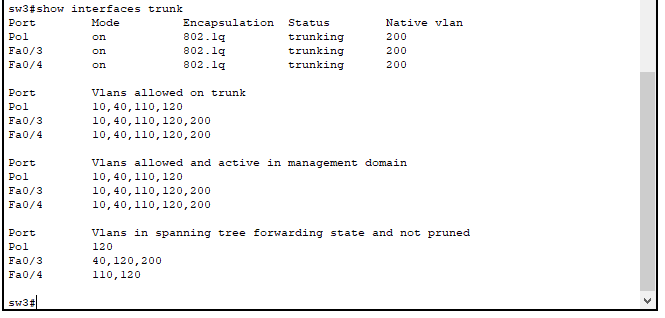 sw3#show interfaces trunk
Port Mode Encapsulation Status Native vlan
Po1 on 802.1q trunking 200
Fa0/3 on 802.1q trunking 200
Fa0/4 on 802.1q trunking 200
Port Vlans allowed on trunk
Po1 10,40,110,120
Fa0/3 10,40,110,120,200
Fa0/4 10,40,110,120,200
Port Vlans allowed and active in management domain
Po1 10,40,110,120
Fa0/3 10,40,110,120,200
Fa0/4 10,40,110,120,200
Port Vlans in spanning tree forwarding state and not pruned
Po1 120
Fa0/3 40,120,200
Fa0/4 110,120
sw3#